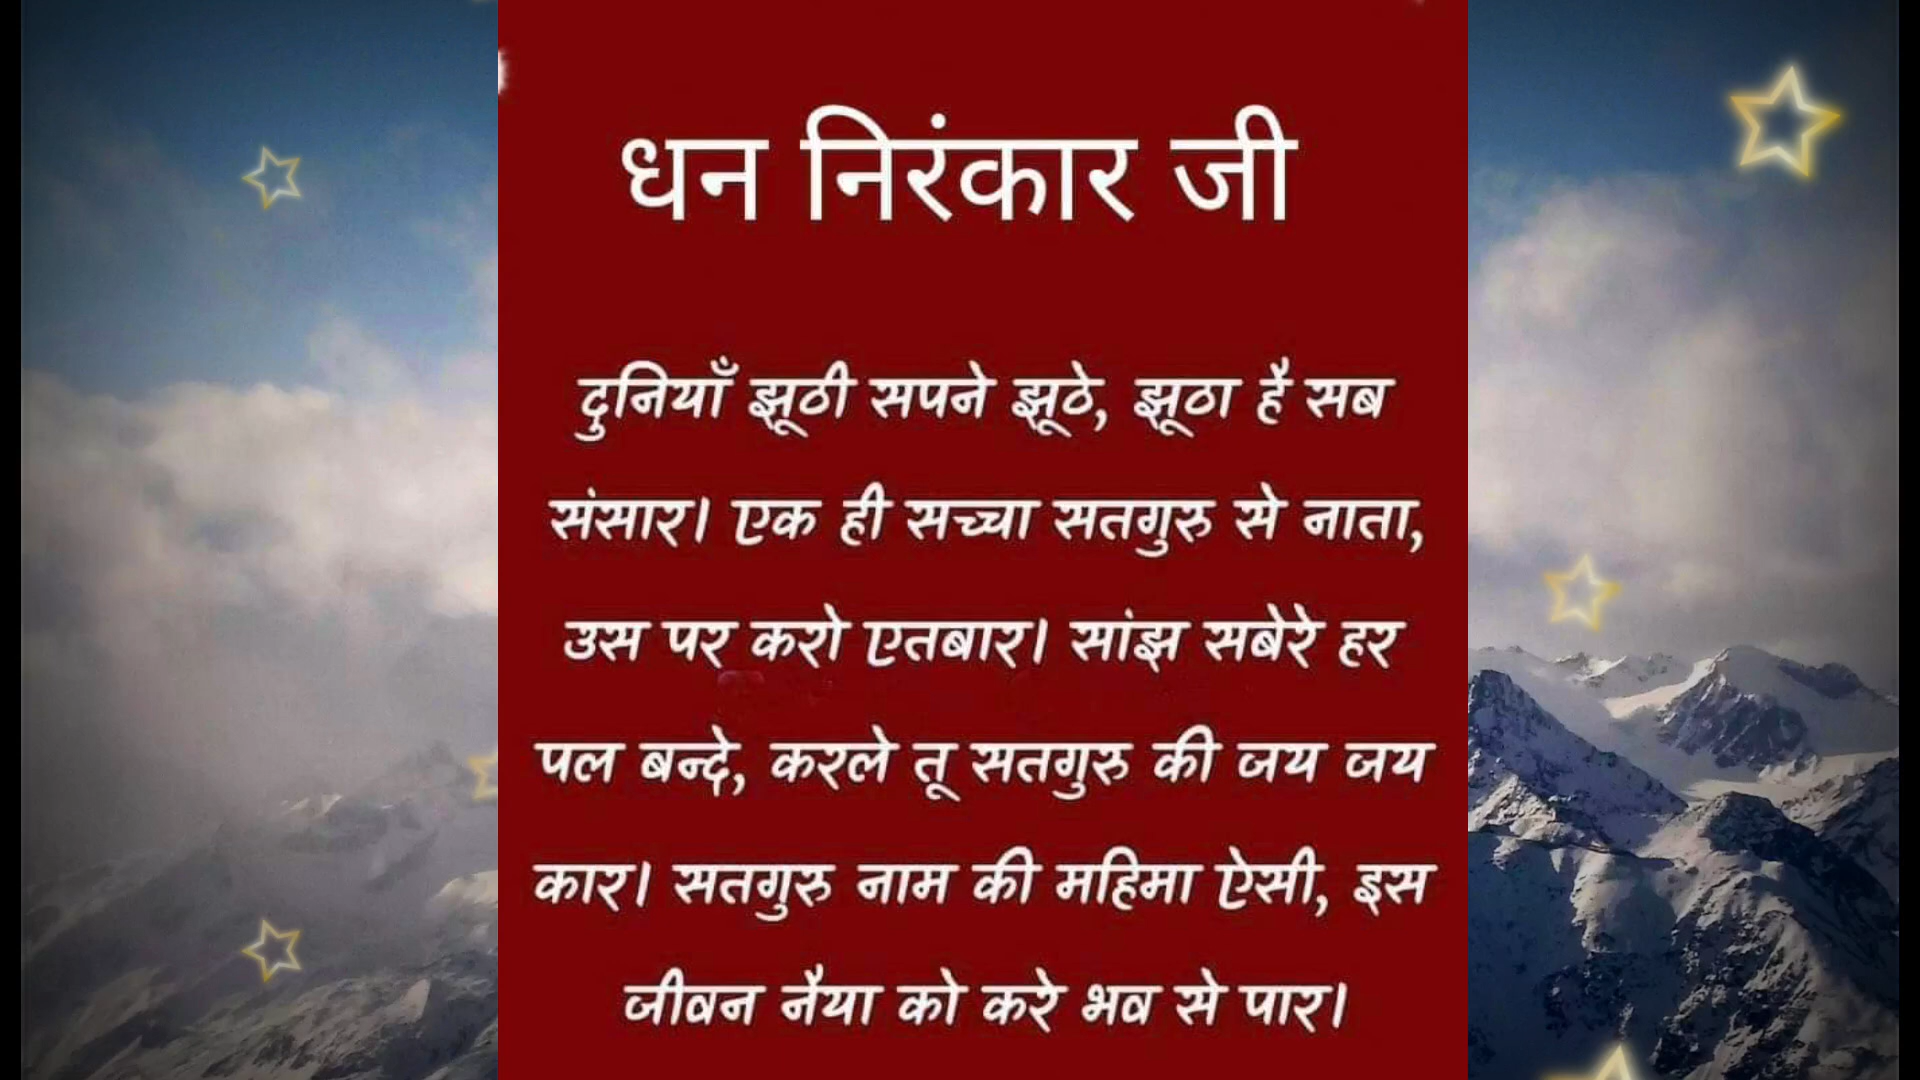 धन निरंकार जी
दुनियाँ झूठी सपने झूठे, झूठा है सब
संसार। एक ही सच्चा सतगुरु से नाता,
उस पर करो एतबार। सांझ सबेरे हर
पल बन्दे, करले तू सतगुरु की जय जय
कार। सतगुरु नाम की महिमा ऐसी, इस
जीवन नैया को करे भव से पार।